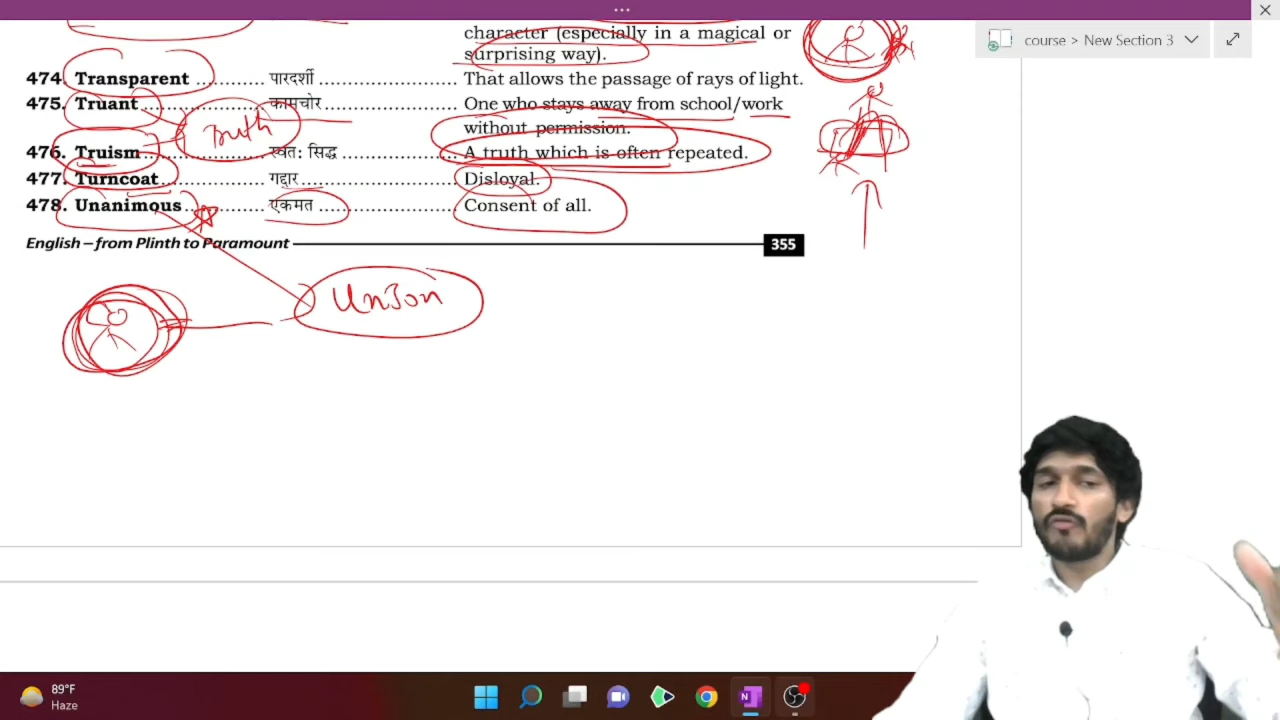 ...
course > New Section 3
character (especially in a magical or
surprising way).
474. Transparent ............ पारदर्शी .......................... That allows the passage of rays of light.
475. Truant ..................... कामचोर ........................ One who stays away from school/work
without permission.
Truth
476. Truism ..................... स्वत: सिद्ध .................... A truth which is often repeated.
477. Turncoat .................. गद्दार ............................ Disloyal.
478. Unanimous .............. एकमत .......................... Consent of all.
English – from Plinth to Paramount 355
Union
89°F
Haze